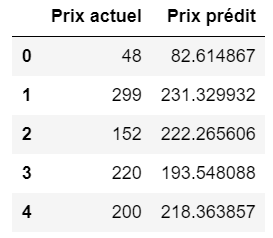 Prix actuel Prix prédit
0 48 82.614867
1 299 231.329932
2 152 222.265606
3 220 193.548088
4 200 218.363857